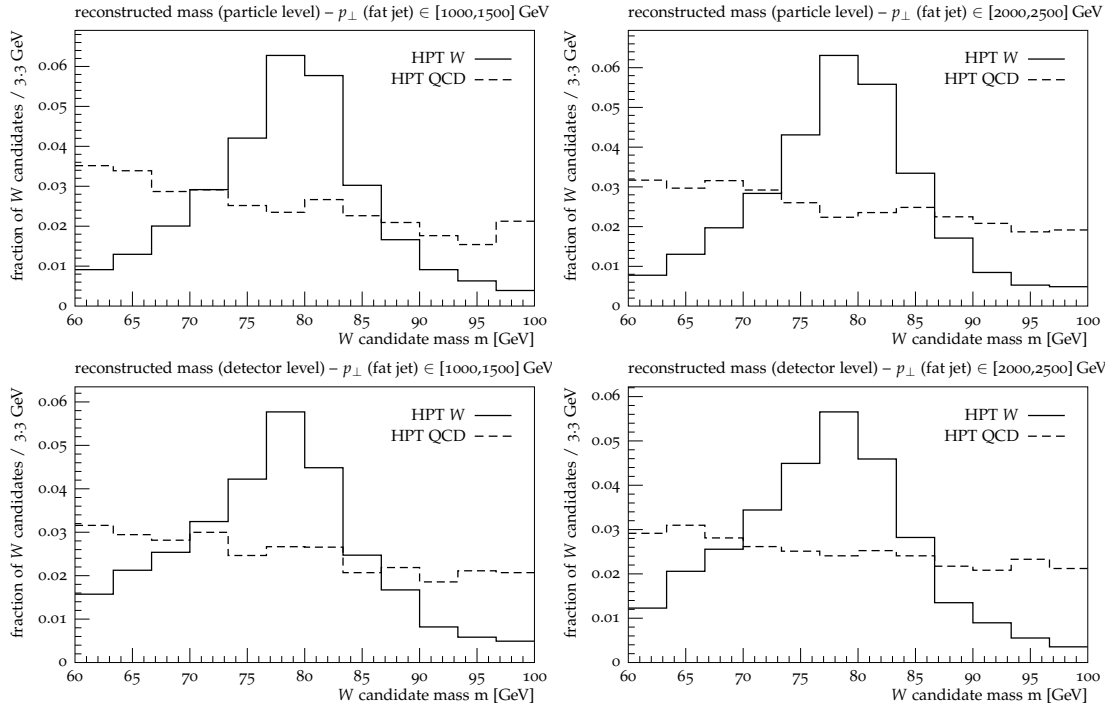 reconstructed mass (particle level) – p⊥ (fat jet) ∈ [1000,1500] GeV
HPT W
HPT QCD
fraction of W candidates / 3.3 GeV
0.06
0.05
0.04
0.03
0.02
0.01
0
60 65 70 75 80 85 90 95 100
W candidate mass m [GeV]
reconstructed mass (particle level) – p⊥ (fat jet) ∈ [2000,2500] GeV
HPT W
HPT QCD
fraction of W candidates / 3.3 GeV
0.06
0.05
0.04
0.03
0.02
0.01
0
60 65 70 75 80 85 90 95 100
W candidate mass m [GeV]
reconstructed mass (detector level) – p⊥ (fat jet) ∈ [1000,1500] GeV
HPT W
HPT QCD
fraction of W candidates / 3.3 GeV
0.06
0.05
0.04
0.03
0.02
0.01
0
60 65 70 75 80 85 90 95 100
W candidate mass m [GeV]
reconstructed mass (detector level) – p⊥ (fat jet) ∈ [2000,2500] GeV
HPT W
HPT QCD
fraction of W candidates / 3.3 GeV
0.06
0.05
0.04
0.03
0.02
0.01
0
60 65 70 75 80 85 90 95 100
W candidate mass m [GeV]